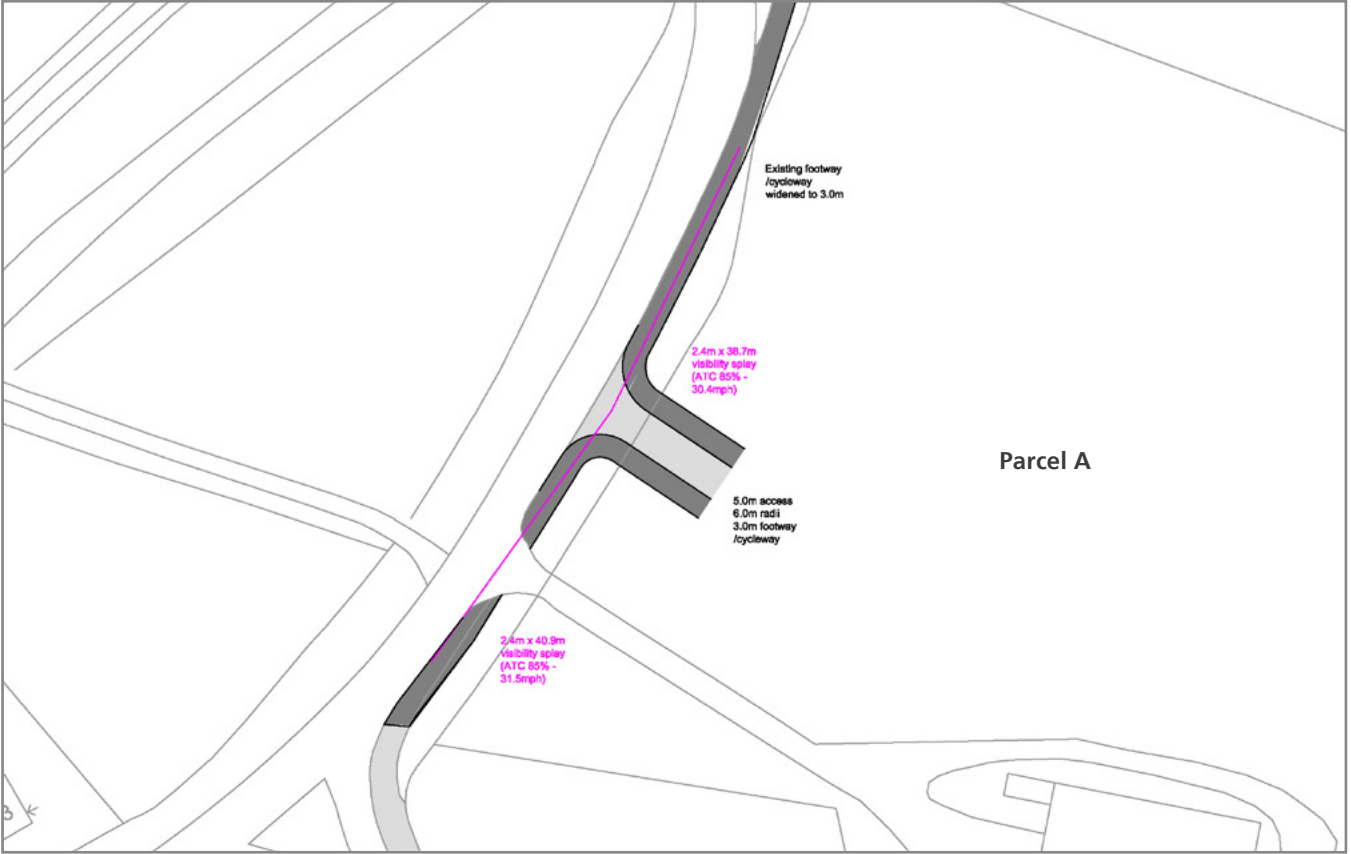 Existing footway
/cycleway
widened to 3.0m
2.4m x 38.7m
visibility splay
(ATC 85% -
30.4mph)
Parcel A
5.0m access
6.0m radii
3.0m footway
/cycleway
2.4m x 40.9m
visibility splay
(ATC 85% -
31.5mph)
3